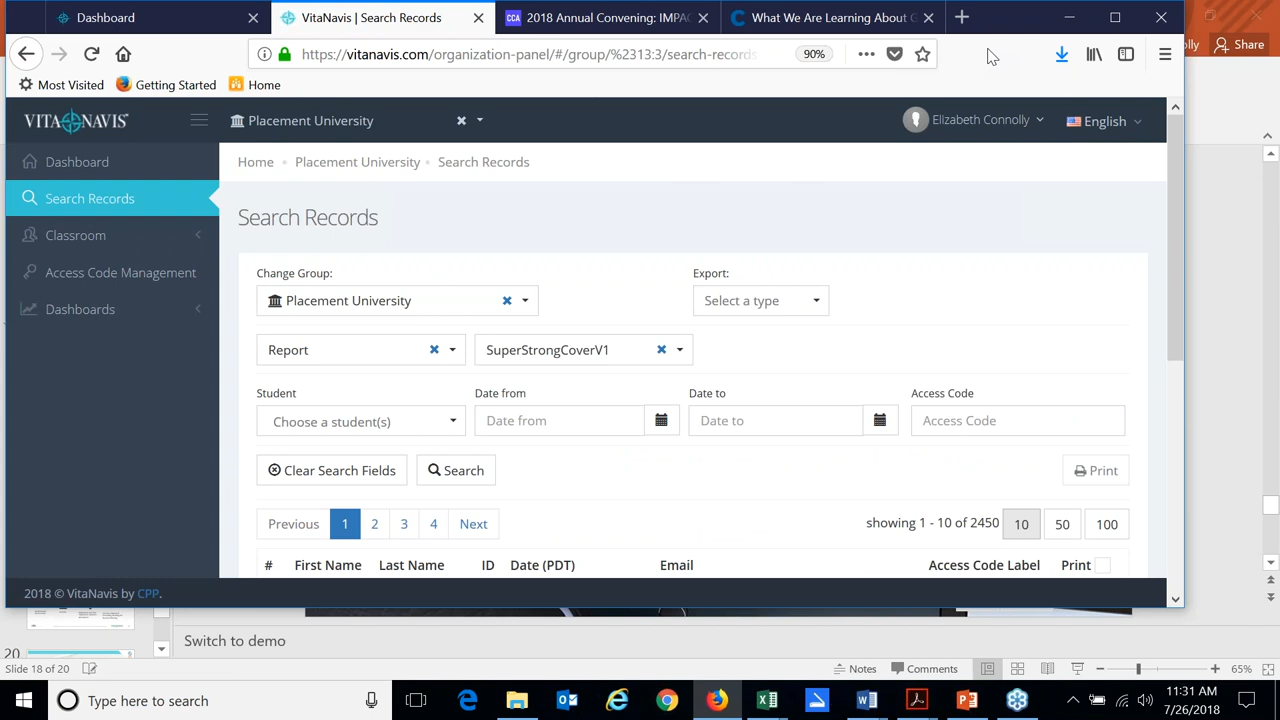 Dashboard
VitaNavis | Search Records
CCA 2018 Annual Convening: IMPAC
What We Are Learning About G
https://vitanavis.com/organization-panel/#/group/%2313:3/search-records
90%
lly Share
Most Visited Getting Started Home
VITANAVIS
Placement University
Elizabeth Connolly
English
Dashboard
Search Records
Classroom
Access Code Management
Dashboards
Home • Placement University • Search Records
Search Records
Change Group:
Export:
Placement University
Select a type
Report
SuperStrongCoverV1
Student
Date from
Date to
Access Code
Choose a student(s)
Date from
Date to
Access Code
Clear Search Fields
Search
Print
Previous 1 2 3 4 Next
showing 1 - 10 of 2450 10 50 100
# First Name Last Name ID Date (PDT) Email Access Code Label Print
2018 © VitaNavis by CPP.
20
Switch to demo
Slide 18 of 20
Notes Comments
65%
Type here to search
11:31 AM
7/26/2018